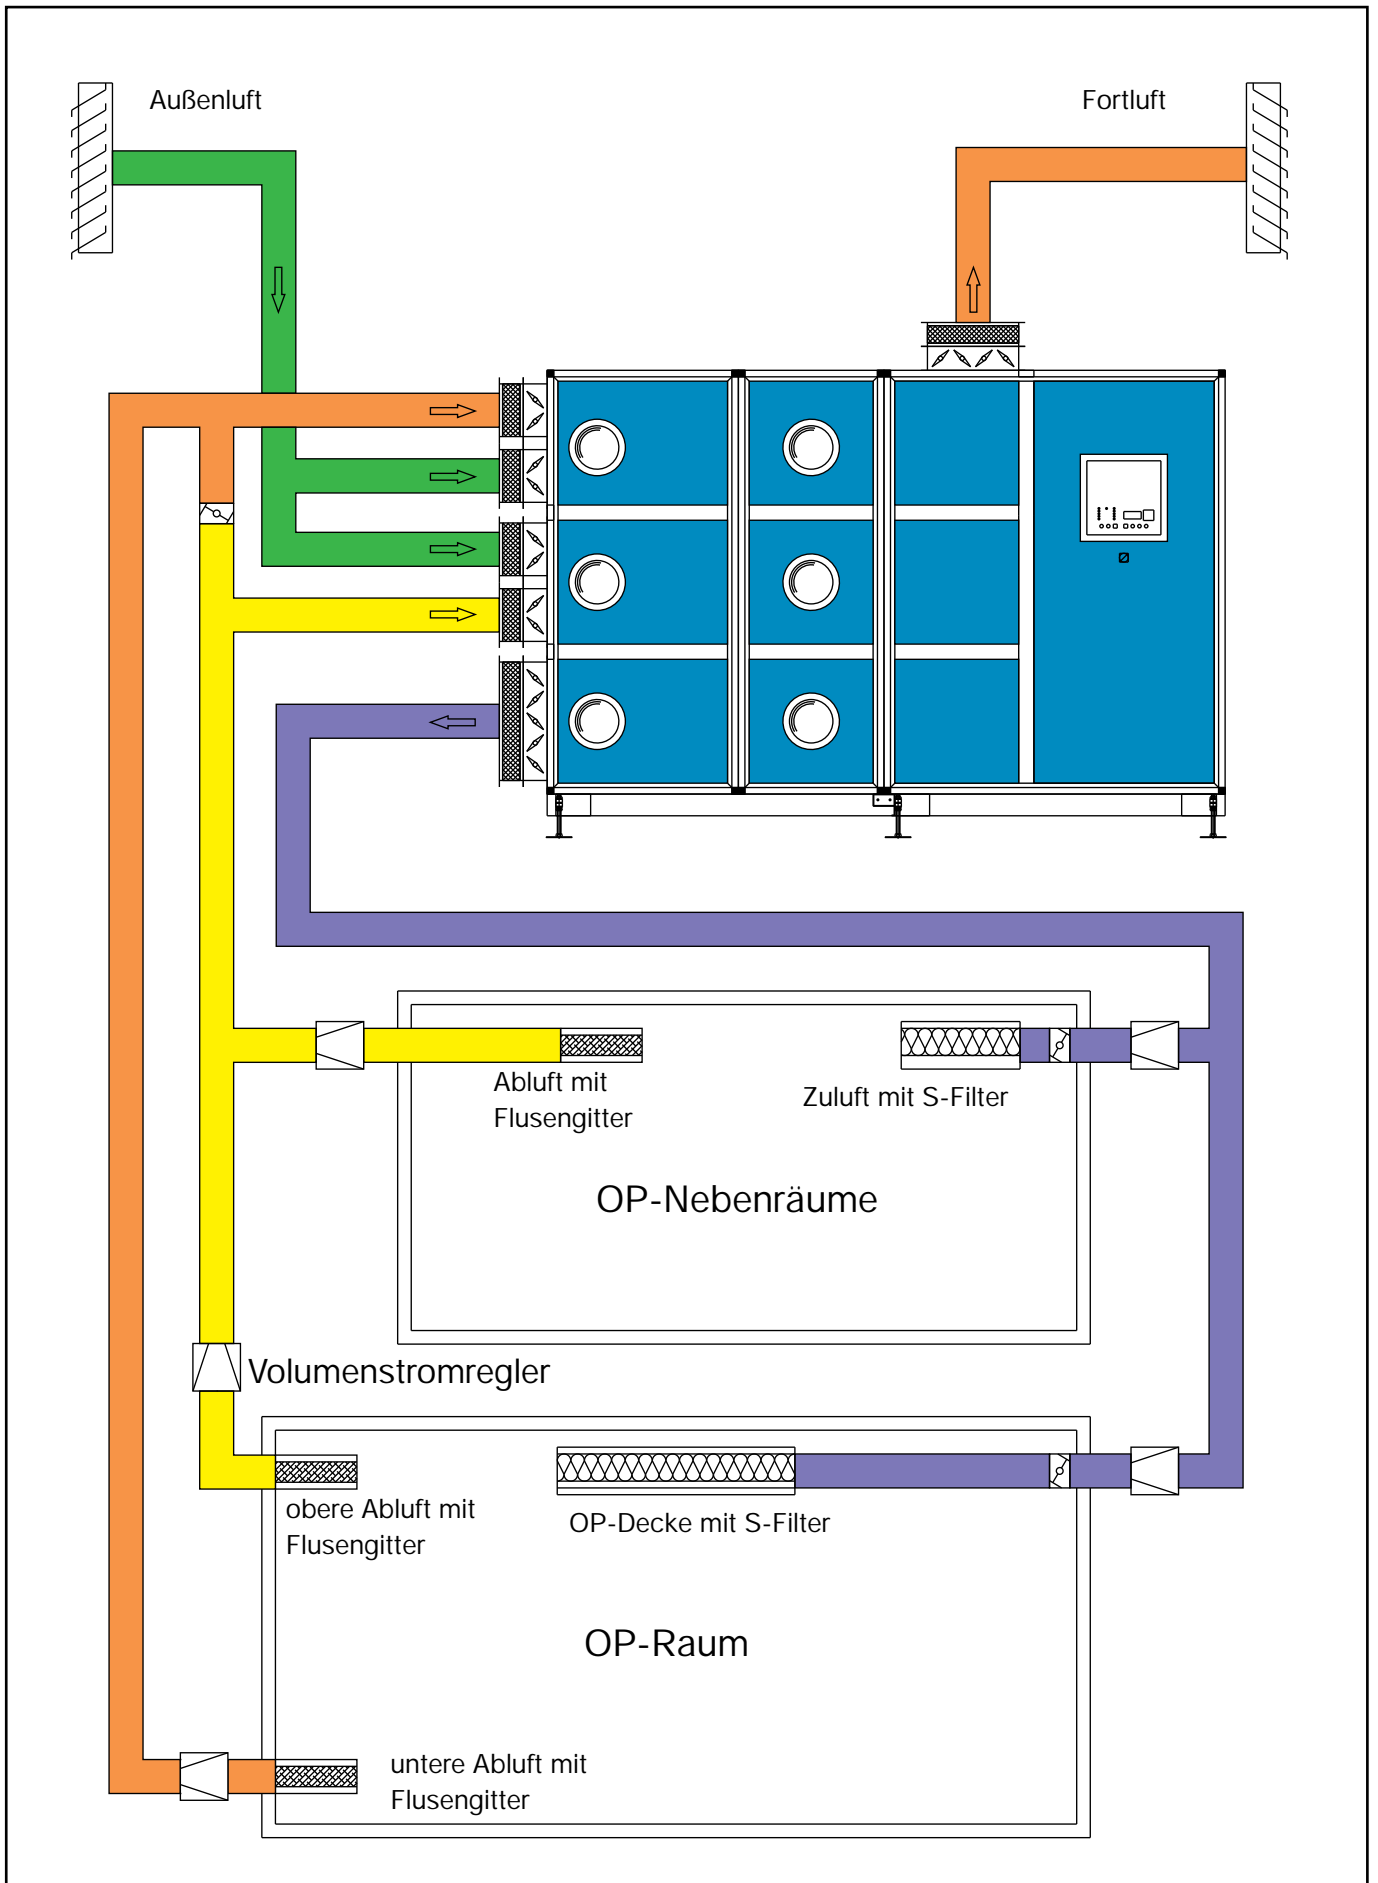 Außenluft
Fortluft
Abluft mit
Flusengitter
Zuluft mit S-Filter
OP-Nebenräume
Volumenstromregler
obere Abluft mit
Flusengitter
OP-Decke mit S-Filter
OP-Raum
untere Abluft mit
Flusengitter